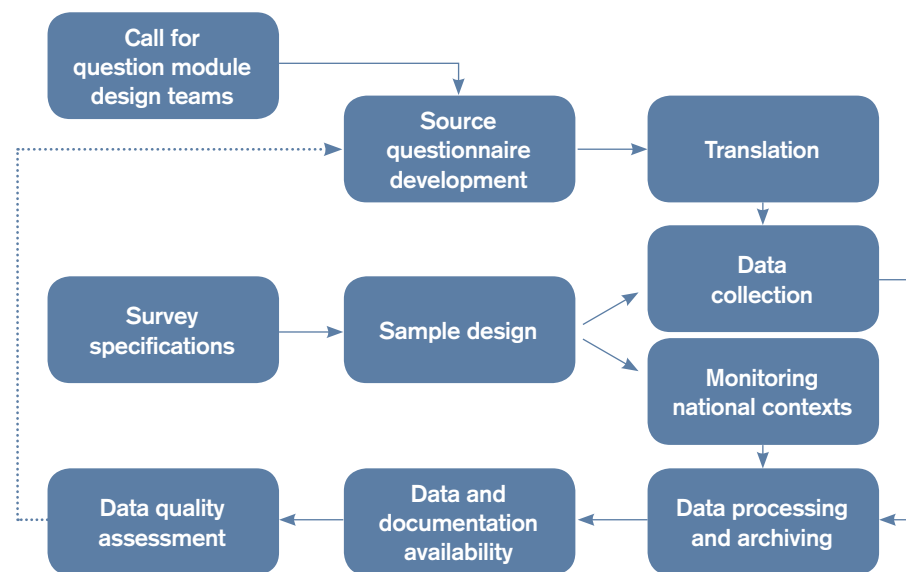 Call for
question module
design teams
Source
questionnaire
development
Translation
Survey
specifications
Sample design
Data
collection
Monitoring
national contexts
Data quality
assessment
Data and
documentation
availability
Data processing
and archiving